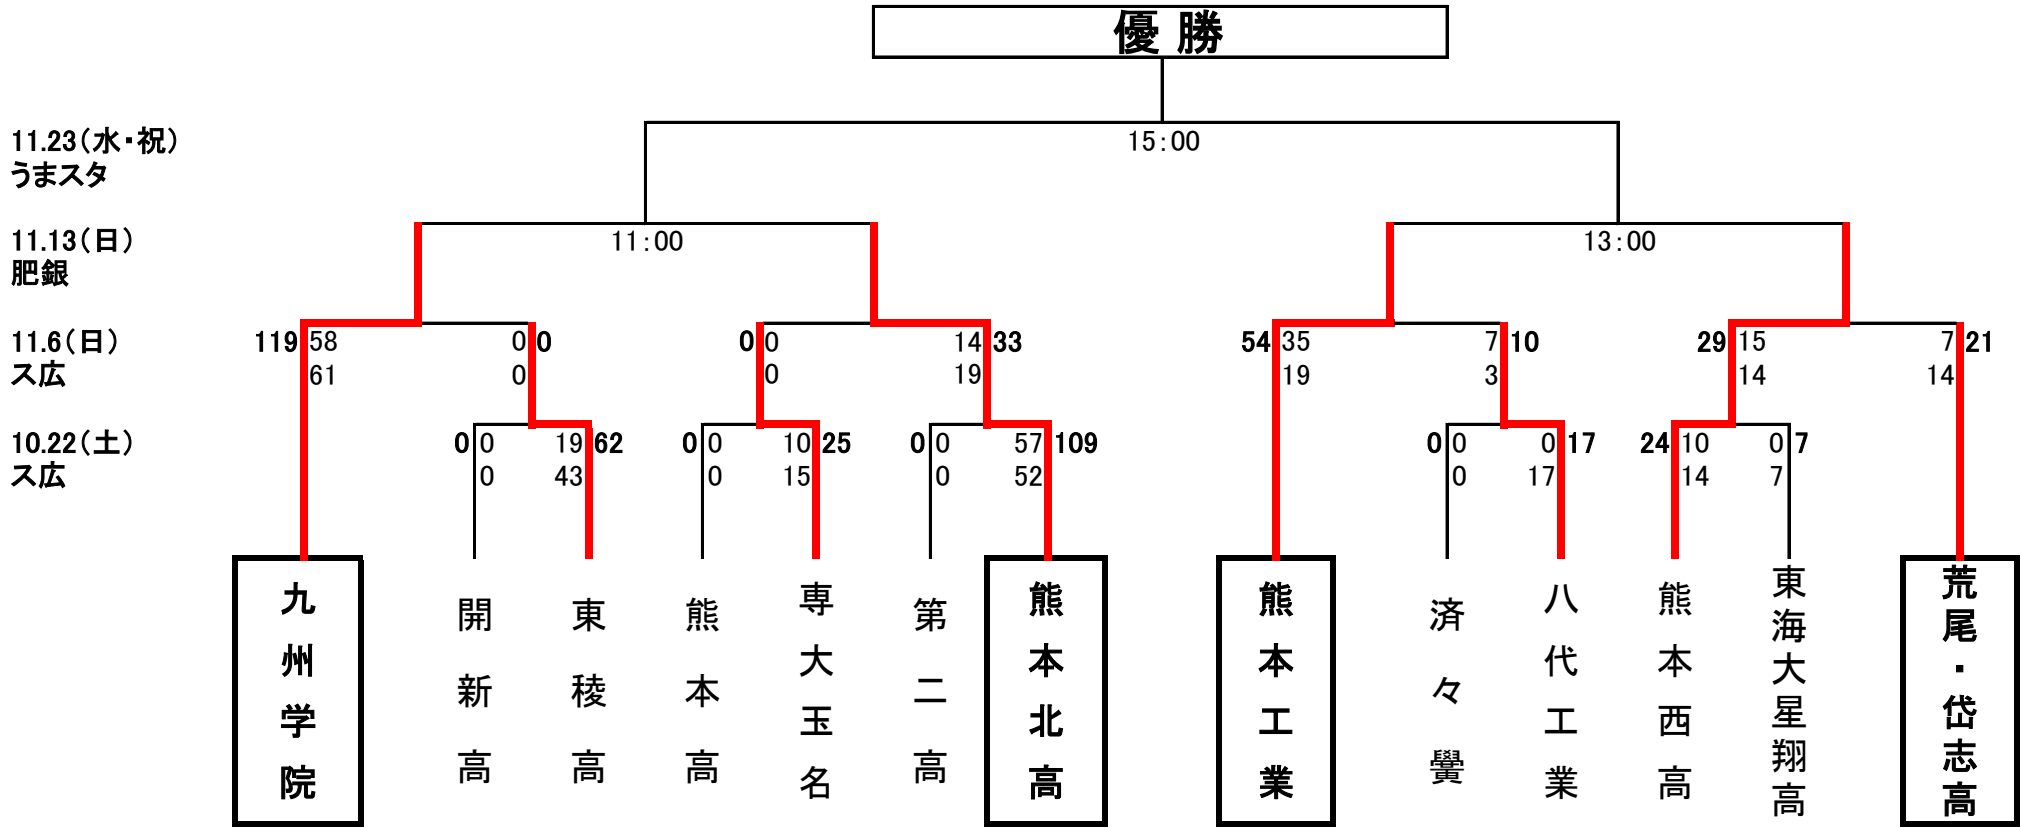 優勝
11.23(水・祝)
うまスタ
15:00
11.13(日)
肥銀
11:00
13:00
11.6(日)
ス広
119 58 0 0 0 0 14 33 54 35 7 10 29 15 7 21
61 0 0 19 19 3 14 14
10.22(土)
ス広
0 0 19 62 0 0 10 25 0 0 57 109 0 0 0 17 24 10 0 7
0 43 0 15 0 52 0 17 14 7
九州学院
開新高
東稜高
熊本高
専大玉名
第二高
熊本北高
熊本工業
済々黌
八代工業
熊本西高
東海大星翔高
荒尾・岱志高